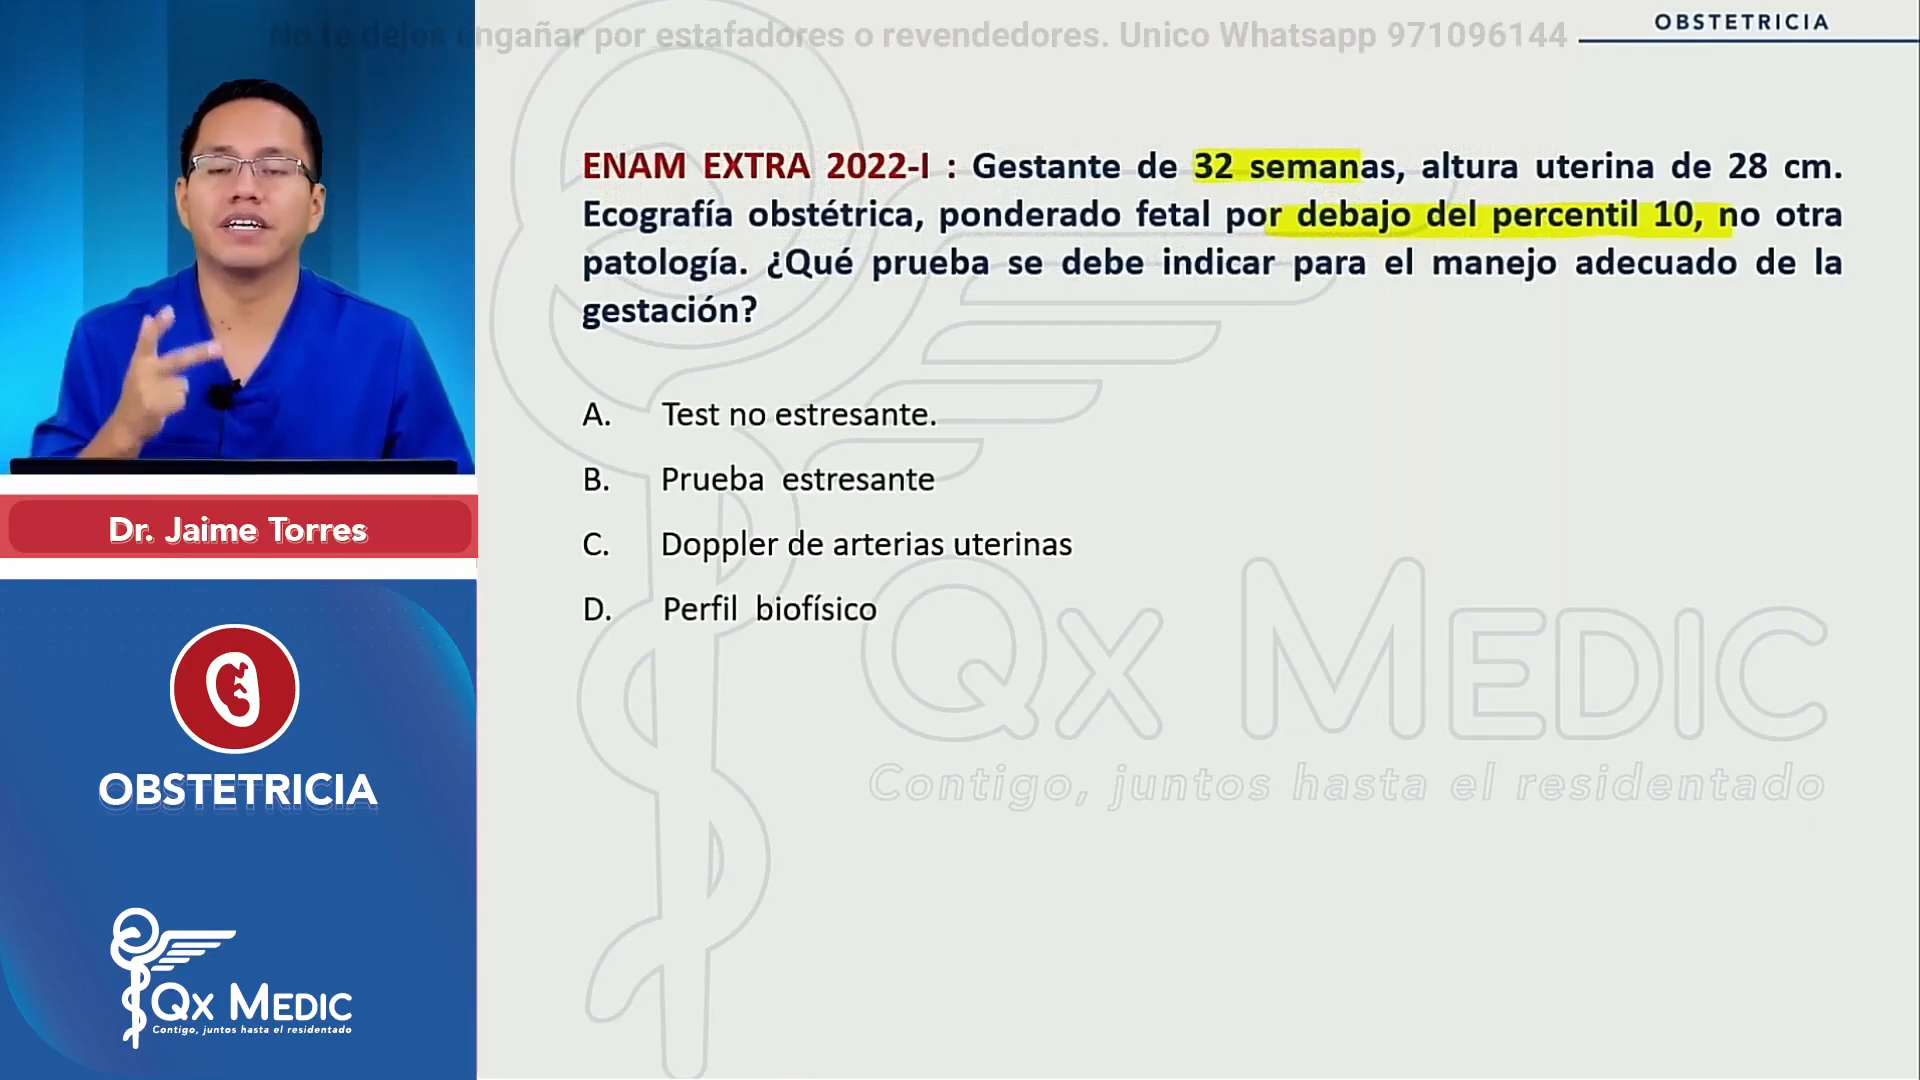 No te dejes engañar por estafadores o revendedores. Unico Whatsapp 971096144
OBSTETRICIA
ENAM EXTRA 2022-I : Gestante de 32 semanas, altura uterina de 28 cm.
Ecografía obstétrica, ponderado fetal por debajo del percentil 10, no otra
patología. ¿Qué prueba se debe indicar para el manejo adecuado de la
gestación?
A. Test no estresante.
B. Prueba estresante
C. Doppler de arterias uterinas
D. Perfil biofísico
Dr. Jaime Torres
OBSTETRICIA
QX MEDIC
Contigo, juntos hasta el residentado
QX MEDIC
Contigo, juntos hasta el residentado